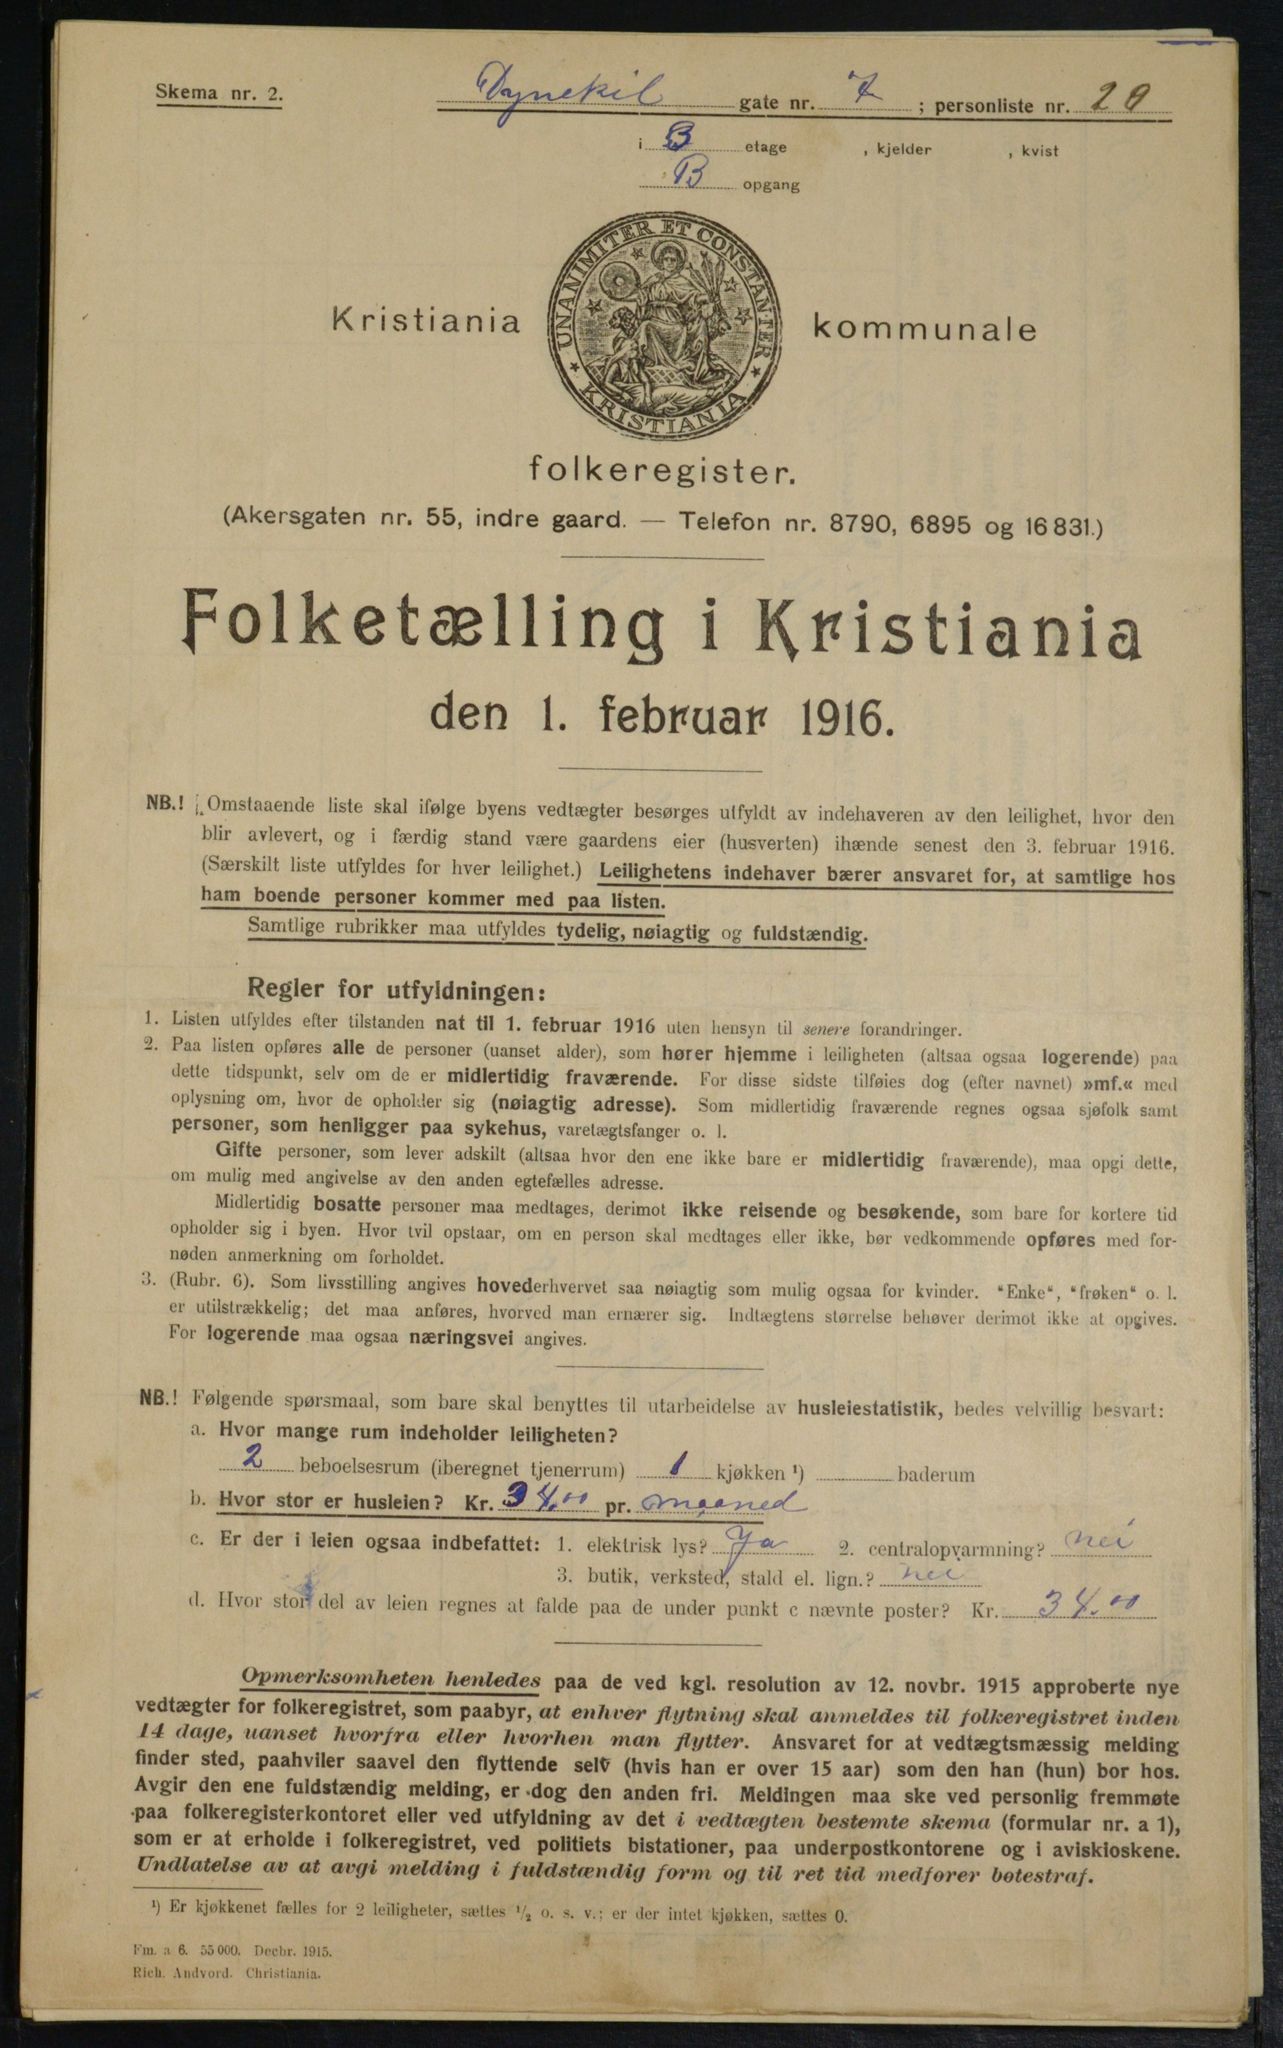 Skema nr. 2.
Dynekil gate nr. 7 ; personliste nr. 20
i 3 etage , kjelder , kvist
B opgang
UNANIMITER ET CONSTANTER
KRISTIANIA
Kristiania kommunale
folkeregister.
(Akersgaten nr. 55, indre gaard. — Telefon nr. 8790, 6895 og 16831.)
Folketælling i Kristiania
den 1. februar 1916.
NB.! Omstaaende liste skal ifølge byens vedtægter besørges utfyldt av indehaveren av den leilighet, hvor den
blir avlevert, og i færdig stand være gaardens eier (husverten) ihænde senest den 3. februar 1916.
(Særskilt liste utfyldes for hver leilighet.) Leilighetens indehaver bærer ansvaret for, at samtlige hos
ham boende personer kommer med paa listen.
Samtlige rubrikker maa utfyldes tydelig, nøiagtig og fuldstændig.
Regler for utfyldningen:
1. Listen utfyldes efter tilstanden nat til 1. februar 1916 uten hensyn til senere forandringer.
2. Paa listen opføres alle de personer (uanset alder), som hører hjemme i leiligheten (altsaa ogsaa logerende) paa
dette tidspunkt, selv om de er midlertidig fraværende. For disse sidste tilføies dog (efter navnet) »mf.« med
oplysning om, hvor de opholder sig (nøiagtig adresse). Som midlertidig fraværende regnes ogsaa sjøfolk samt
personer, som henligger paa sykehus, varetægtsfanger o. l.
Gifte personer, som lever adskilt (altsaa hvor den ene ikke bare er midlertidig fraværende), maa opgi dette,
om mulig med angivelse av den anden egtefælles adresse.
Midlertidig bosatte personer maa medtages, derimot ikke reisende og besøkende, som bare for kortere tid
opholder sig i byen. Hvor tvil opstaar, om en person skal medtages eller ikke, bør vedkommende opføres med for-
nøden anmerkning om forholdet.
3. (Rubr. 6). Som livsstilling angives hovederhvervet saa nøiagtig som mulig ogsaa for kvinder. "Enke", "frøken" o. l.
er utilstrækkelig; det maa anføres, hvorved man ernærer sig. Indtægtens størrelse behøver derimot ikke at opgives.
For logerende maa ogsaa næringsvei angives.
NB.! Følgende spørsmaal, som bare skal benyttes til utarbeidelse av husleiestatistik, bedes velvillig besvart:
a. Hvor mange rum indeholder leiligheten?
2 beboelsesrum (iberegnet tjenerrum) 1 kjøkken ¹) baderum
b. Hvor stor er husleien? Kr. 34.00 pr. maaned
c. Er der i leien ogsaa indbefattet: 1. elektrisk lys? Ja 2. centralopvarmning? nei
3. butik, verksted, stald el. lign.? nei
d. Hvor stor del av leien regnes at falde paa de under punkt c nævnte poster? Kr. 34.00
Opmerksomheten henledes paa de ved kgl. resolution av 12. novbr. 1915 approberte nye
vedtægter for folkeregistret, som paabyr, at enhver flytning skal anmeldes til folkeregistret inden
14 dage, uanset hvorfra eller hvorhen man flytter. Ansvaret for at vedtægtsmæssig melding
finder sted, paahviler saavel den flyttende selv (hvis han er over 15 aar) som den han (hun) bor hos.
Avgir den ene fuldstændig melding, er dog den anden fri. Meldingen maa ske ved personlig fremmøte
paa folkeregisterkontoret eller ved utfyldning av det i vedtægten bestemte skema (formular nr. a 1),
som er at erholde i folkeregistret, ved politiets bistationer, paa underpostkontorene og i aviskioskene.
Undlatelse av at avgi melding i fuldstændig form og til ret tid medfører bøtestraf.
¹) Er kjøkkenet fælles for 2 leiligheter, sættes ½ o. s. v.; er der intet kjøkken, sættes 0.
Fm. a 6. 55000. Decbr. 1915.
Rich. Andvord. Christiania.